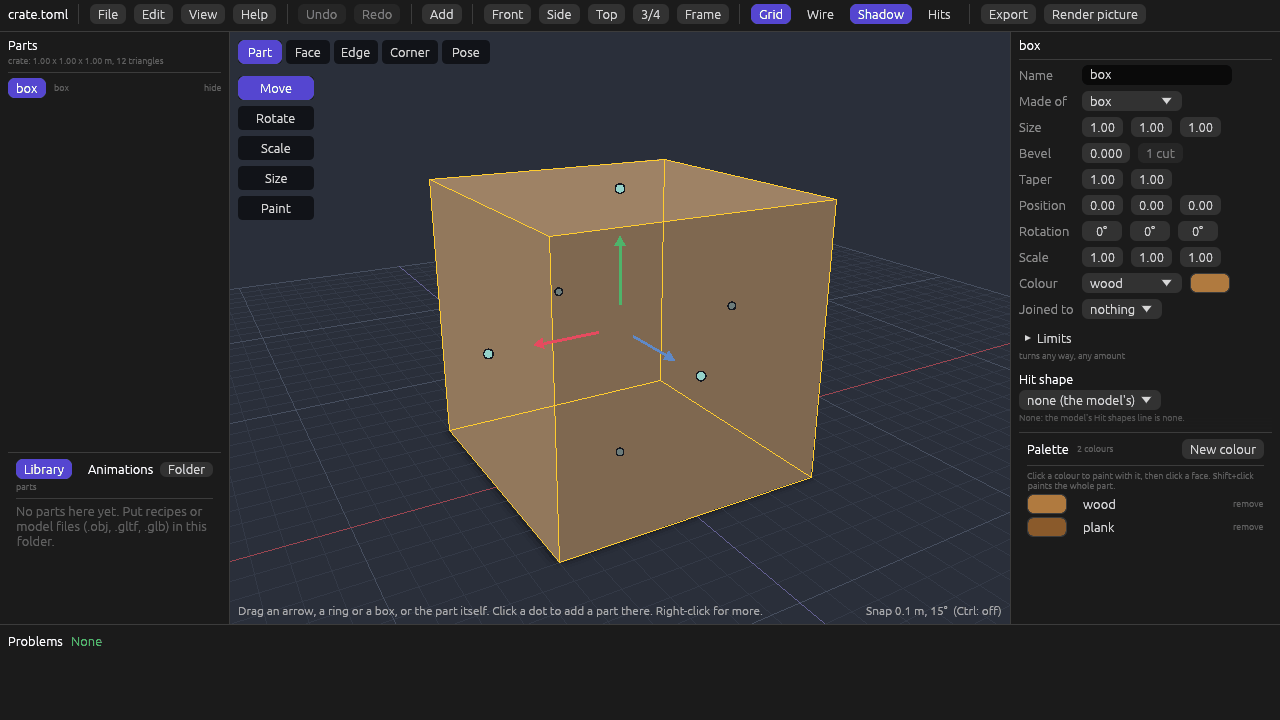 crate.toml File Edit View Help Undo Redo Add Front Side Top 3/4 Frame Grid Wire Shadow Hits Export Render picture
Parts
crate: 1.00 x 1.00 x 1.00 m, 12 triangles
box box hide
Library Animations Folder
parts
No parts here yet. Put recipes or
model files (.obj, .gltf, .glb) in this
folder.
Part Face Edge Corner Pose
Move
Rotate
Scale
Size
Paint
Drag an arrow, a ring or a box, or the part itself. Click a dot to add a part there. Right-click for more.
Snap 0.1 m, 15° (Ctrl: off)
box
Name box
Made of box
Size 1.00 1.00 1.00
Bevel 0.000 1 cut
Taper 1.00 1.00
Position 0.00 0.00 0.00
Rotation 0° 0° 0°
Scale 1.00 1.00 1.00
Colour wood
Joined to nothing
Limits
turns any way, any amount
Hit shape
none (the model's)
None: the model's Hit shapes line is none.
Palette 2 colours New colour
Click a colour to paint with it, then click a face. Shift+click
paints the whole part.
wood remove
plank remove
Problems None